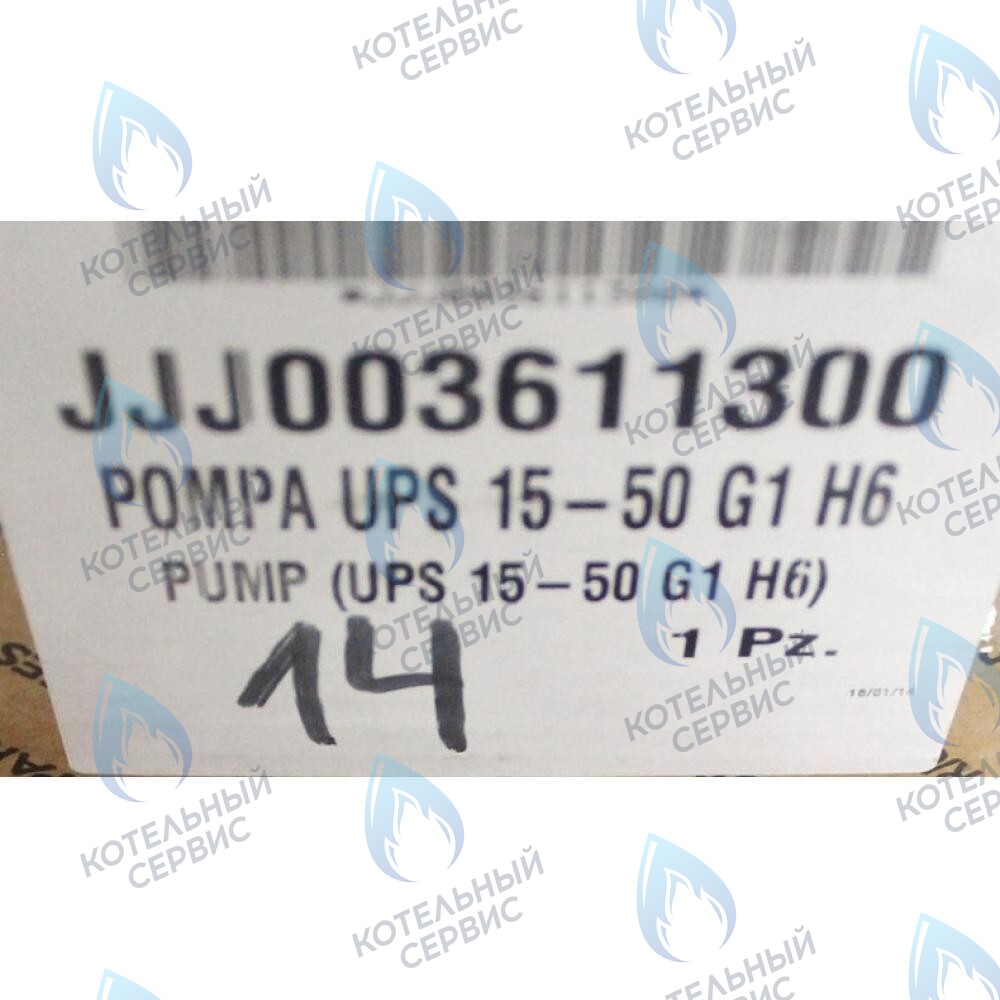 JJJ003611300
POMPA UPS 15-50 G1 H6
PUMP (UPS 15-50 G1 H6)
14
1 Pz.
КОТЕЛЬНЫЙ
СЕРВИС